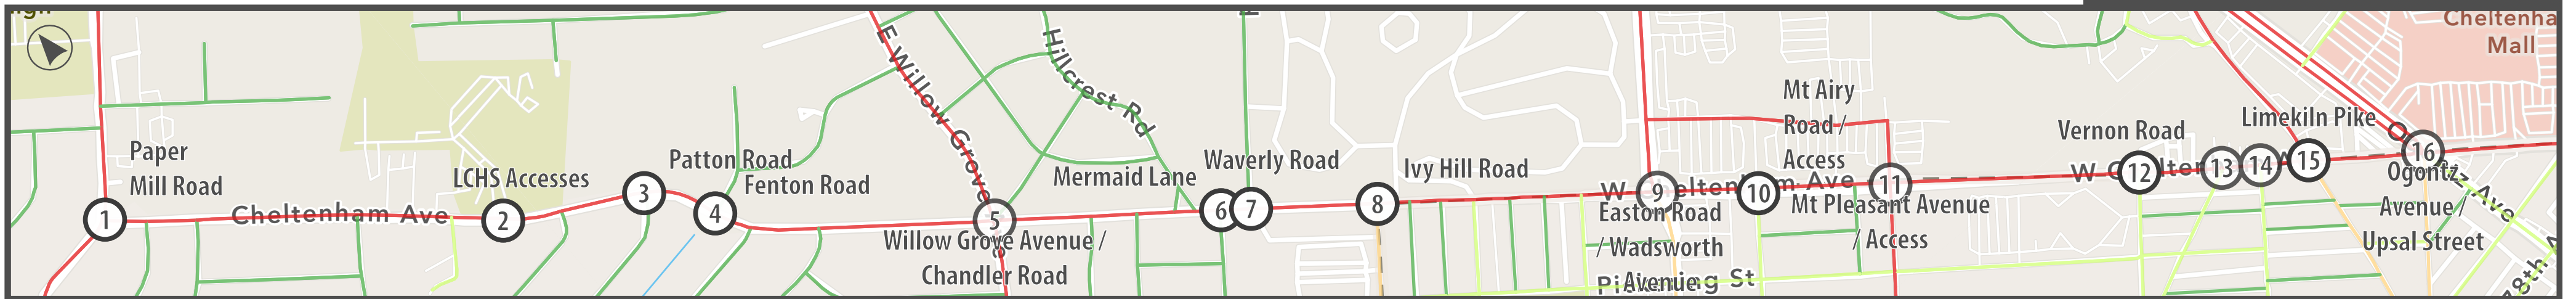 Cheltenha
Mall
E Willow Grove
Hillcrest Rd
Mt Airy
Road /
Access
Limekiln Pike
Vernon Road
Paper
Mill Road
Patton Road
Waverly Road
Ivy Hill Road
LCHS Accesses
Fenton Road
Mermaid Lane
Cheltenham Ave
1
2
3
4
5
6
7
8
9
10
11
12
13
14
15
16
W Cheltenham Ave
Mt Pleasant Avenue
/ Access
Ogontz
Avenue /
Upsal Street
Willow Grove Avenue /
Chandler Road
Easton Road
/ Wadsworth
Avenue